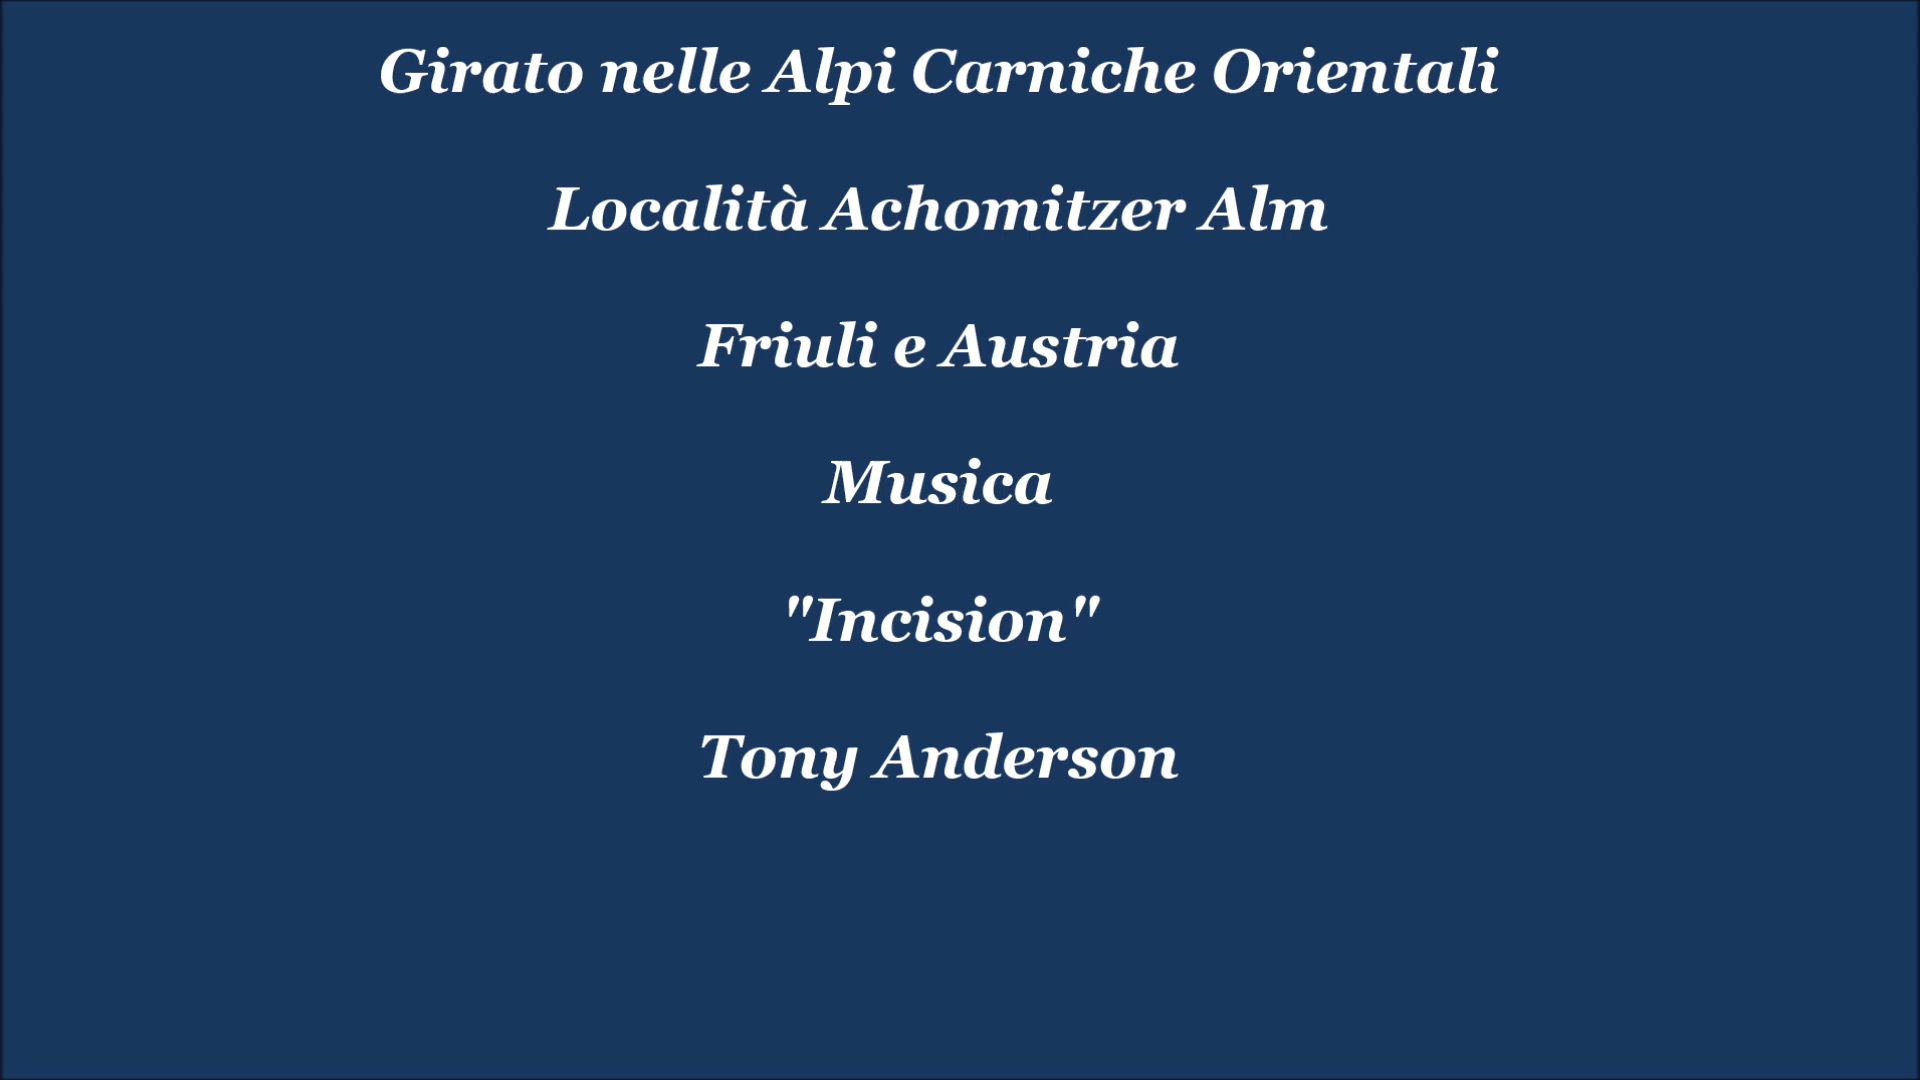 Girato nelle Alpi Carniche Orientali
Località Achomitzer Alm
Friuli e Austria
Musica
"Incision"
Tony Anderson